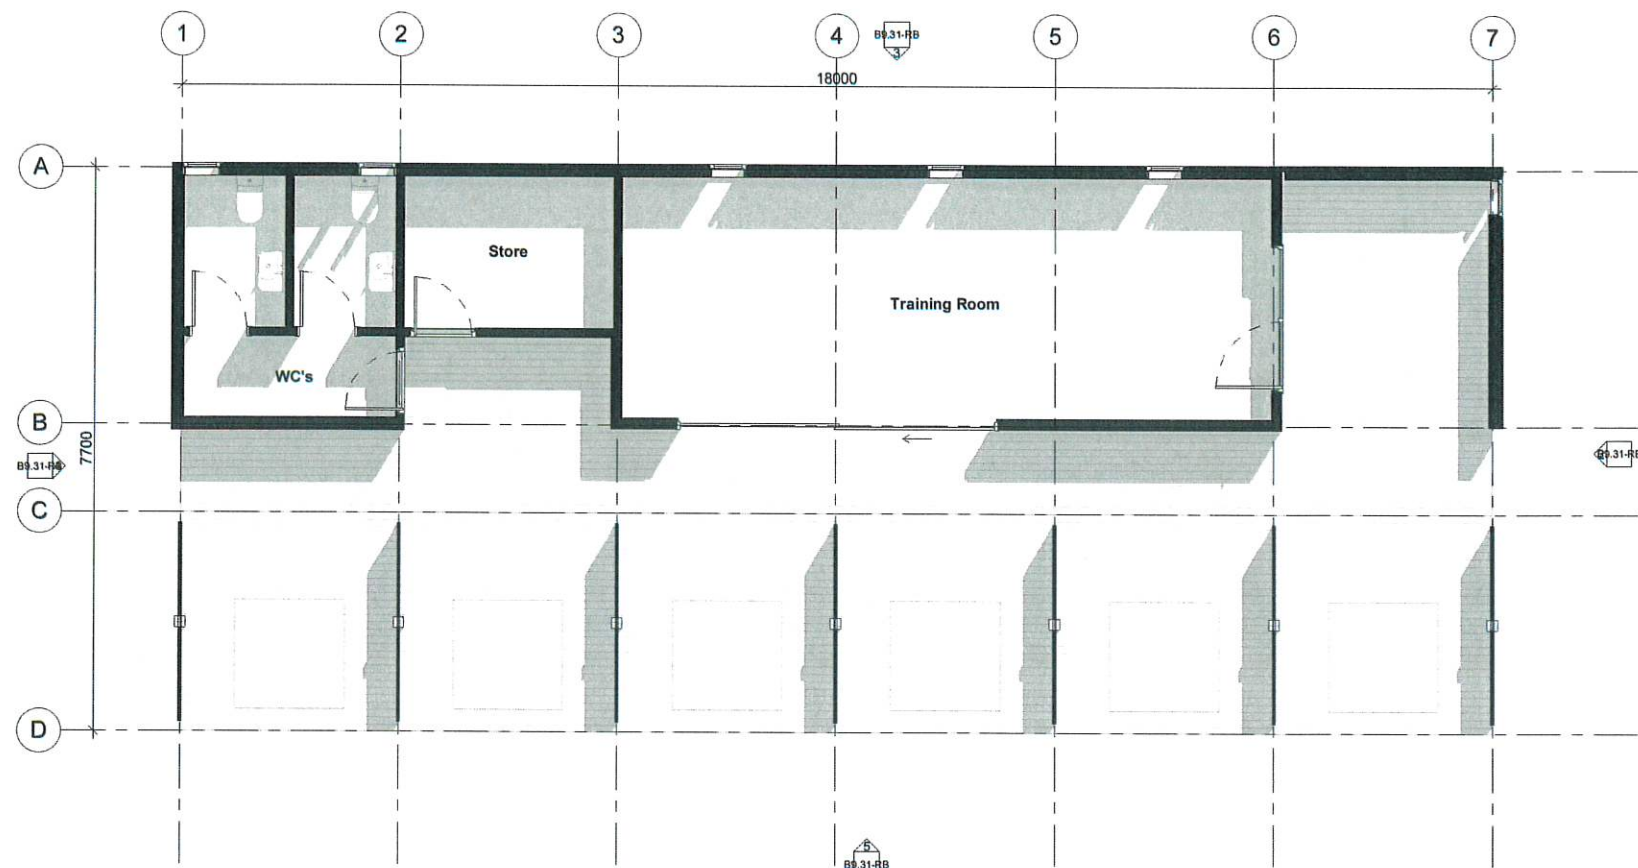 1 2 3 4 5 6 7
B9.31-RB
3
18000
A
Store
Training Room
WC's
B
7700
B9.31-RB
B9.31-RB
C
D
5
B9.31-RB